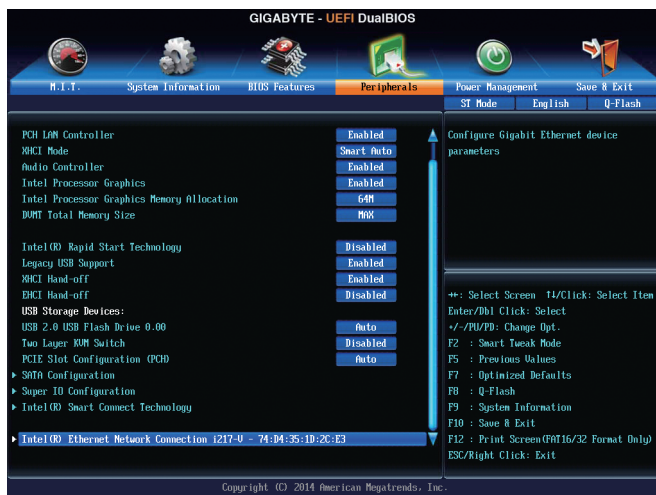 GIGABYTE - UEFI DualBIOS
M.I.T. System Information BIOS Features Peripherals Power Management Save & Exit
ST Mode English Q-Flash
PCH LAN Controller Enabled
XHCI Mode Smart Auto
Audio Controller Enabled
Intel Processor Graphics Enabled
Intel Processor Graphics Memory Allocation 64M
DVMT Total Memory Size MAX
Intel(R) Rapid Start Technology Disabled
Legacy USB Support Enabled
XHCI Hand-off Enabled
EHCI Hand-off Disabled
USB Storage Devices:
USB 2.0 USB Flash Drive 0.00 Auto
Two Layer KVM Switch Disabled
PCIE Slot Configuration (PCH) Auto
SATA Configuration
Super IO Configuration
Intel(R) Smart Connect Technology
Intel(R) Ethernet Network Connection i217-V - 74:D4:35:1D:2C:E3
Configure Gigabit Ethernet device
parameters
→←: Select Screen ↑↓/Click: Select Item
Enter/Dbl Click: Select
+/-/PU/PD: Change Opt.
F2 : Smart Tweak Mode
F5 : Previous Values
F7 : Optimized Defaults
F8 : Q-Flash
F9 : System Information
F10 : Save & Exit
F12 : Print Screen(FAT16/32 Format Only)
ESC/Right Click: Exit
Copyright (C) 2014 American Megatrends, Inc.